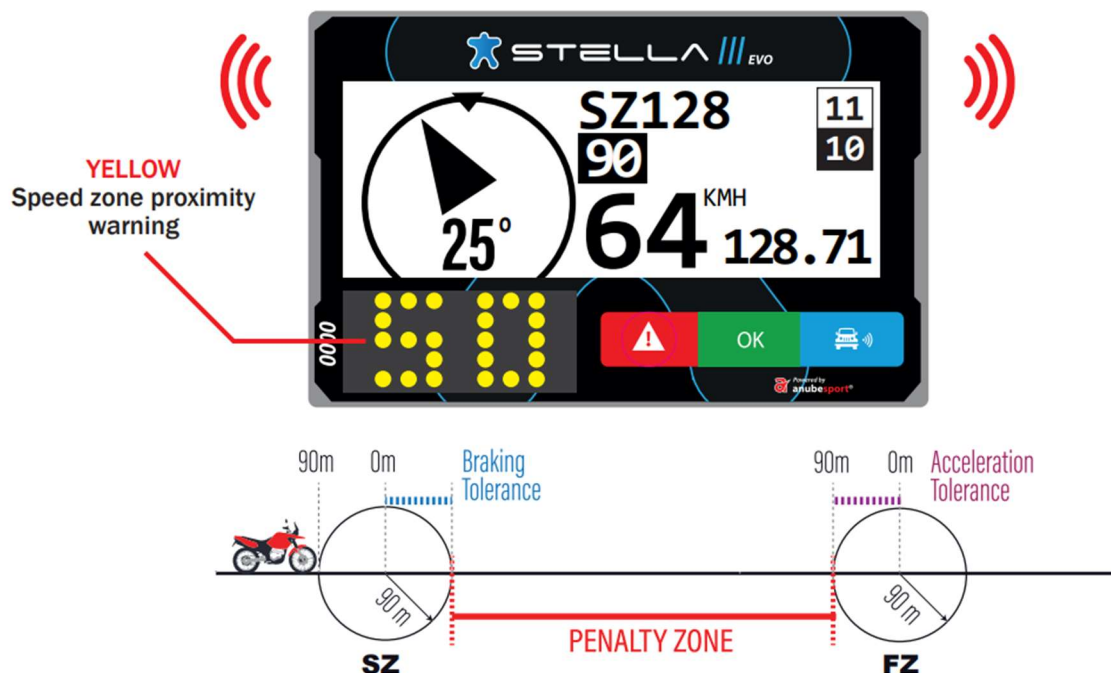 STELLA III EVO
SZ128
11
90
10
YELLOW
Speed zone proximity
warning
64 KMH
128.71
25°
50
0000
! OK
Powered by
anubesport®
90m 0m Braking
Tolerance
90m 0m Acceleration
Tolerance
90 m
90 m
PENALTY ZONE
SZ
FZ